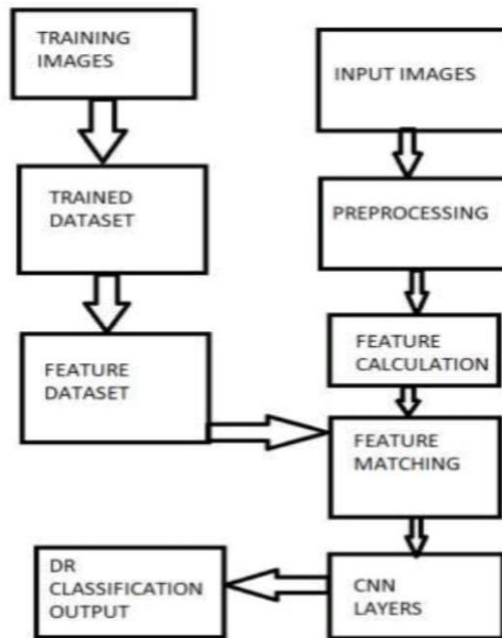 TRAINING
IMAGES
TRAINED
DATASET
FEATURE
DATASET
INPUT IMAGES
PREPROCESSING
FEATURE
CALCULATION
FEATURE
MATCHING
CNN
LAYERS
DR
CLASSIFICATION
OUTPUT